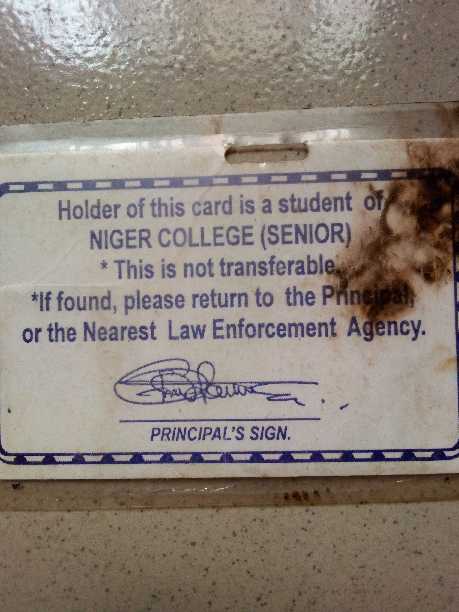 Holder of this card is a student of
NIGER COLLEGE (SENIOR)
* This is not transferable.
*If found, please return to the Principal,
or the Nearest Law Enforcement Agency.
PRINCIPAL'S SIGN.